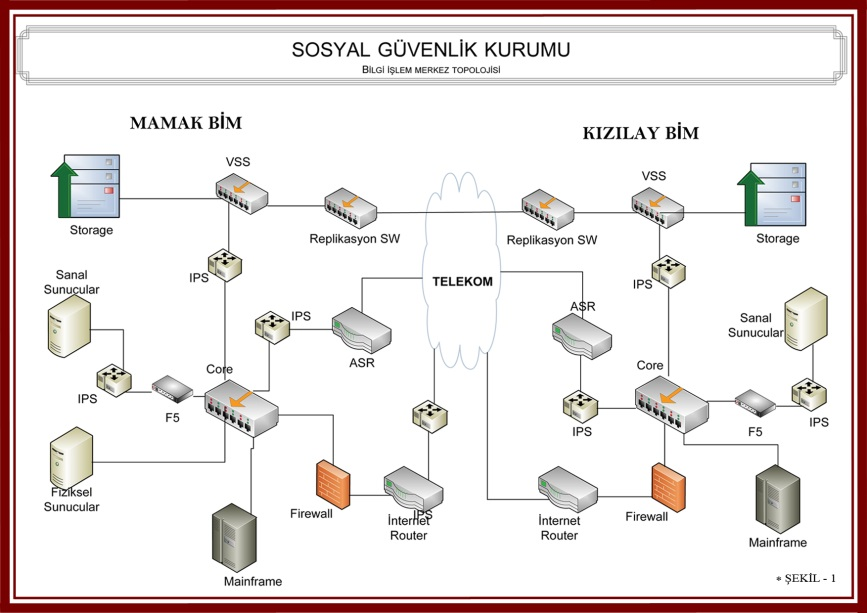 SOSYAL GÜVENLİK KURUMU
BİLGİ İŞLEM MERKEZ TOPOLOJİSİ
MAMAK BİM
KIZILAY BİM
VSS
VSS
Storage
Replikasyon SW
Replikasyon SW
Storage
IPS
IPS
TELEKOM
Sanal
Sunucular
IPS
ASR
ASR
Sanal
Sunucular
Core
Core
IPS
F5
IPS
F5
IPS
Fiziksel
Sunucular
Firewall
IPS
İnternet
Router
İnternet
Router
Firewall
Mainframe
Mainframe
* ŞEKİL - 1